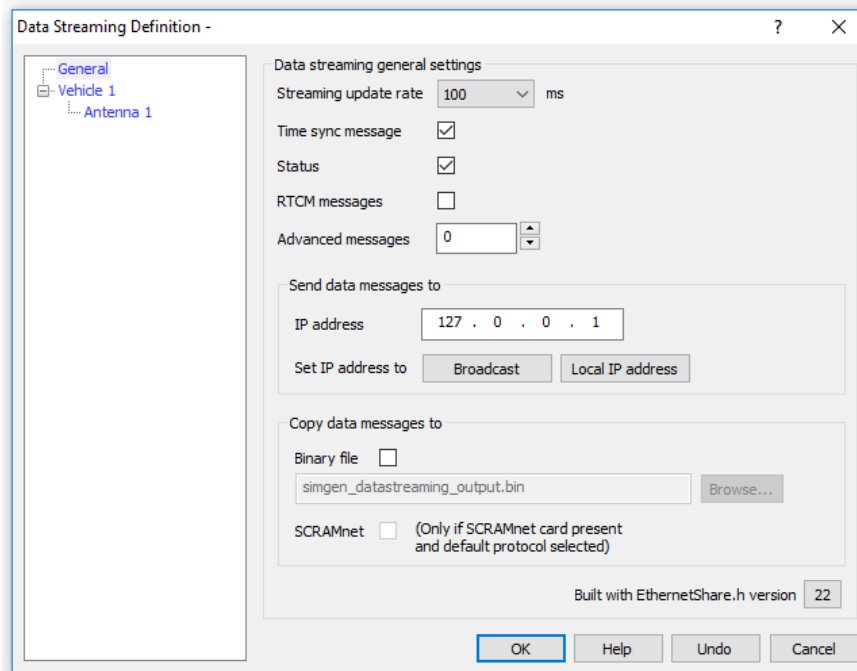 Data Streaming Definition -
General
Vehicle 1
Antenna 1
Data streaming general settings
Streaming update rate 100 ms
Time sync message
Status
RTCM messages
Advanced messages 0
Send data messages to
IP address 127 . 0 . 0 . 1
Set IP address to Broadcast Local IP address
Copy data messages to
Binary file
simgen_datastreaming_output.bin Browse...
SCRAMnet (Only if SCRAMnet card present
and default protocol selected)
Built with EthernetShare.h version 22
OK Help Undo Cancel